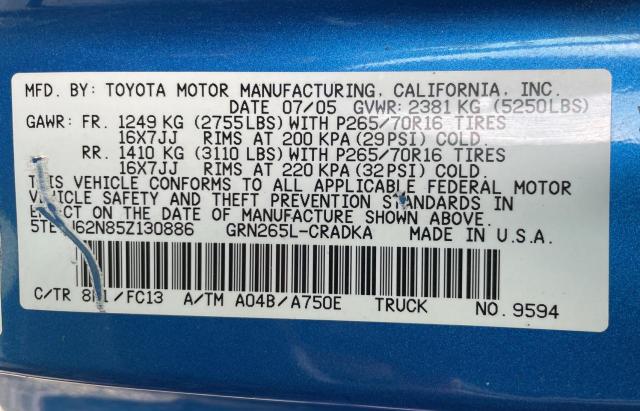 MFD. BY: TOYOTA MOTOR MANUFACTURING, CALIFORNIA, INC.
DATE 07/05 GVWR: 2381 KG (5250LBS)
GAWR: FR. 1249 KG (2755LBS) WITH P265/70R16 TIRES
16X7JJ RIMS AT 200 KPA (29PSI) COLD.
RR. 1410 KG (3110 LBS) WITH P265/70R16 TIRES
16X7JJ RIMS AT 220 KPA (32PSI) COLD.
THIS VEHICLE CONFORMS TO ALL APPLICABLE FEDERAL MOTOR
VEHICLE SAFETY AND THEFT PREVENTION STANDARDS IN
EFFECT ON THE DATE OF MANUFACTURE SHOWN ABOVE.
GRN265L-CRADKA MADE IN U.S.A.
C/TR /FC13 A/TM A04B/A750E TRUCK NO. 9594